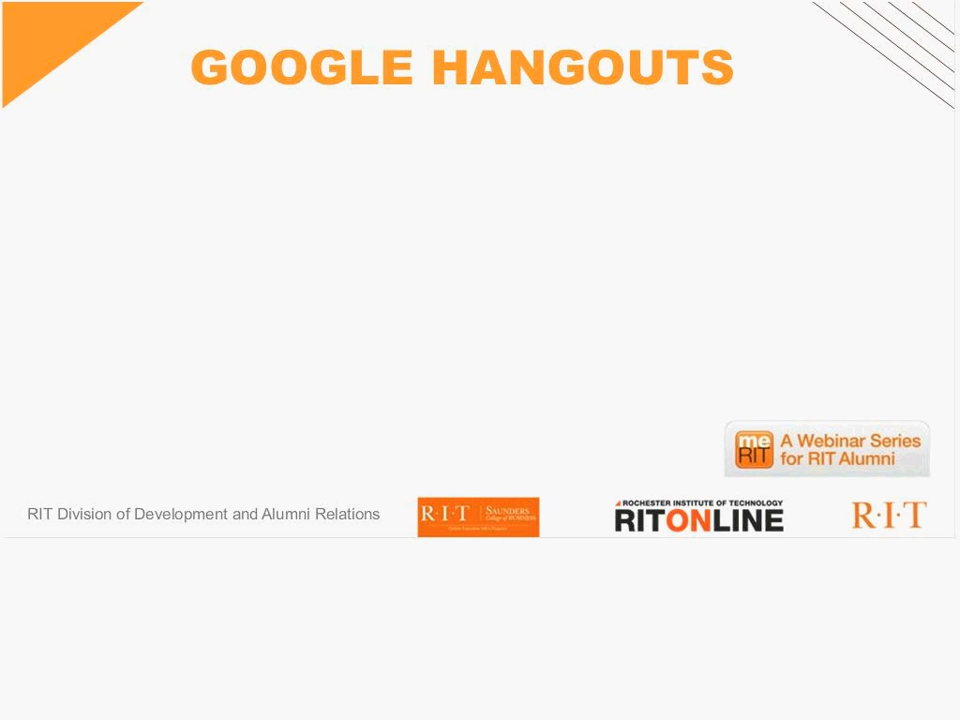 GOOGLE HANGOUTS
me
RIT
A Webinar Series
for RIT Alumni
RIT Division of Development and Alumni Relations
R·I·T
SAUNDERS
College of BUSINESS
ROCHESTER INSTITUTE OF TECHNOLOGY
RITONLINE
R·I·T